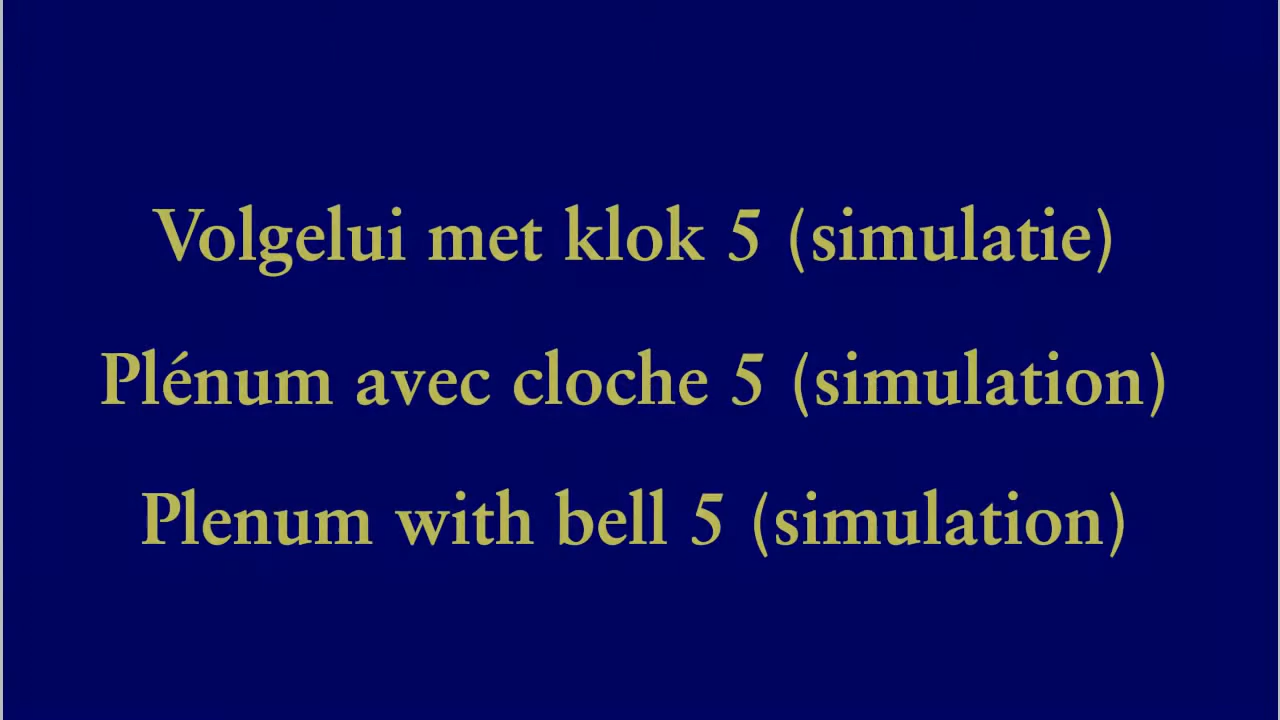 Volgelui met klok 5 (simulatie)
Plénum avec cloche 5 (simulation)
Plenum with bell 5 (simulation)